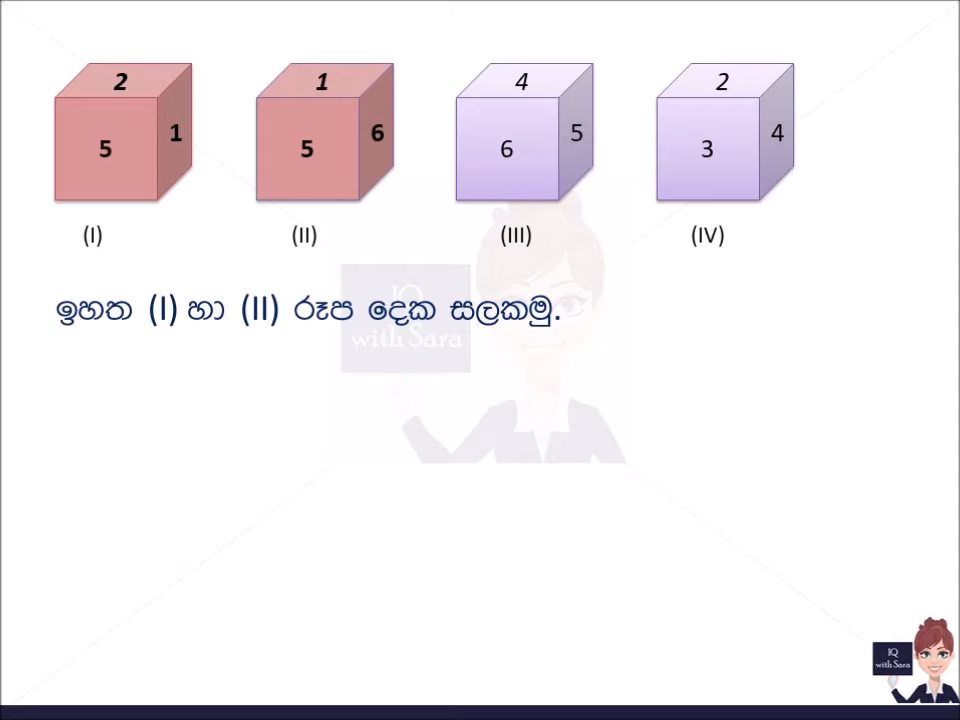 2 1 4 2
5 1 5 6 6 5 3 4
(I) (II) (III) (IV)
ඉහත (I) හා (II) රූප දෙක සලකමු.
IQ
with Sara
IQ
with Sara